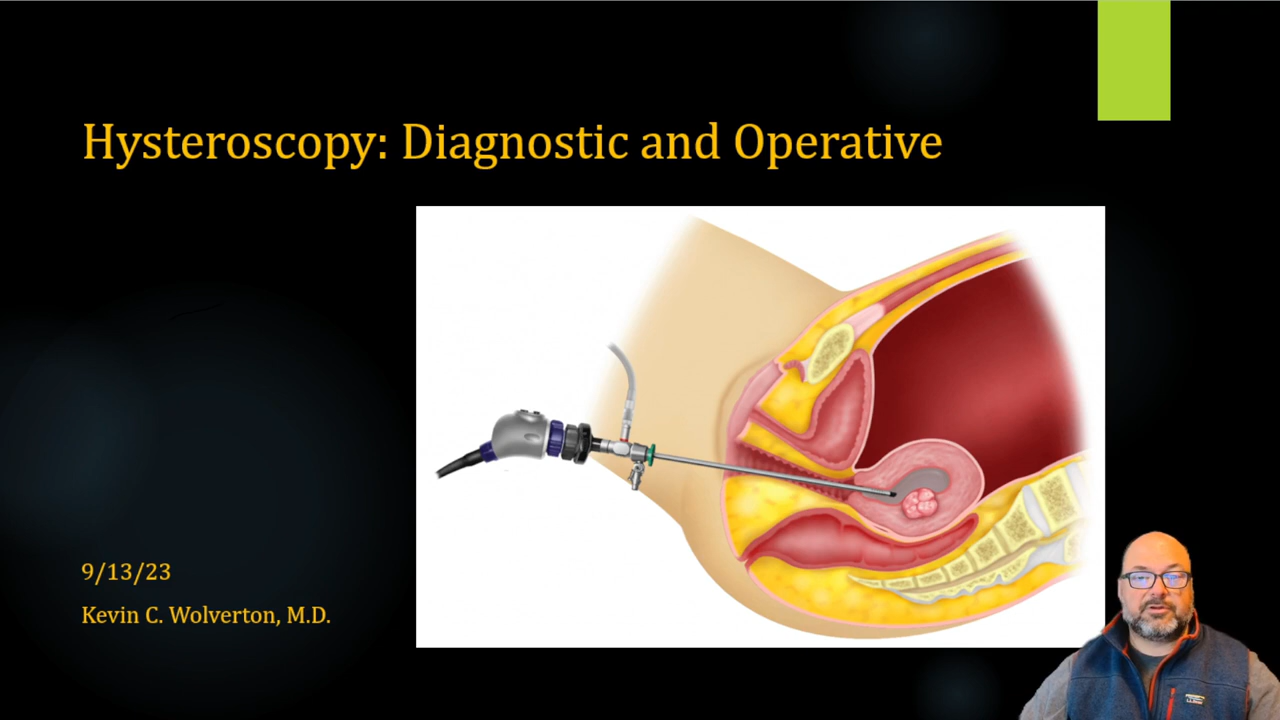 Hysteroscopy: Diagnostic and Operative
9/13/23
Kevin C. Wolverton, M.D.